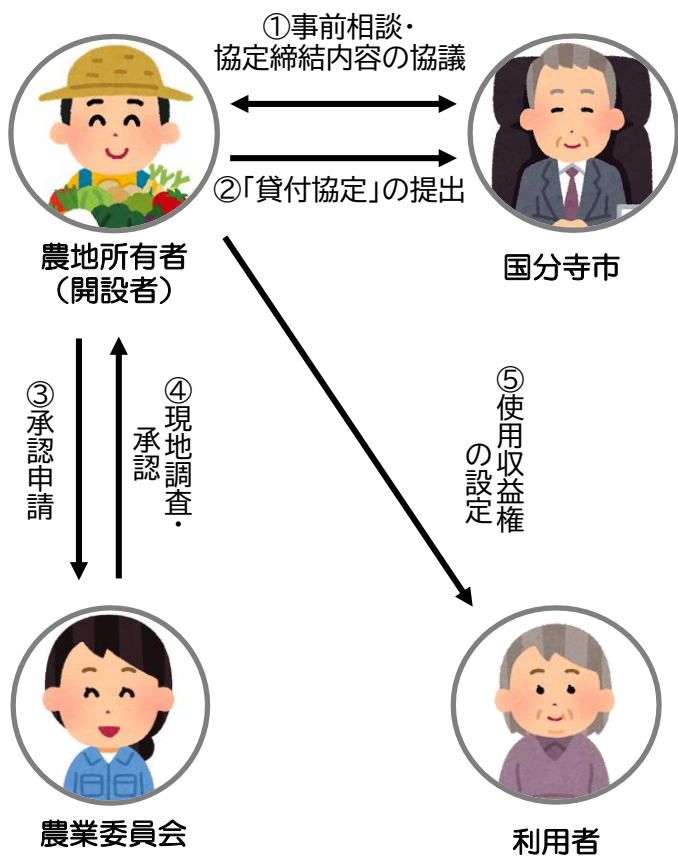 ①事前相談・
協定締結内容の協議
②「貸付協定」の提出
農地所有者
（開設者）
国分寺市
③承認申請
④現地調査・
承認
⑤使用収益権
の設定
農業委員会
利用者